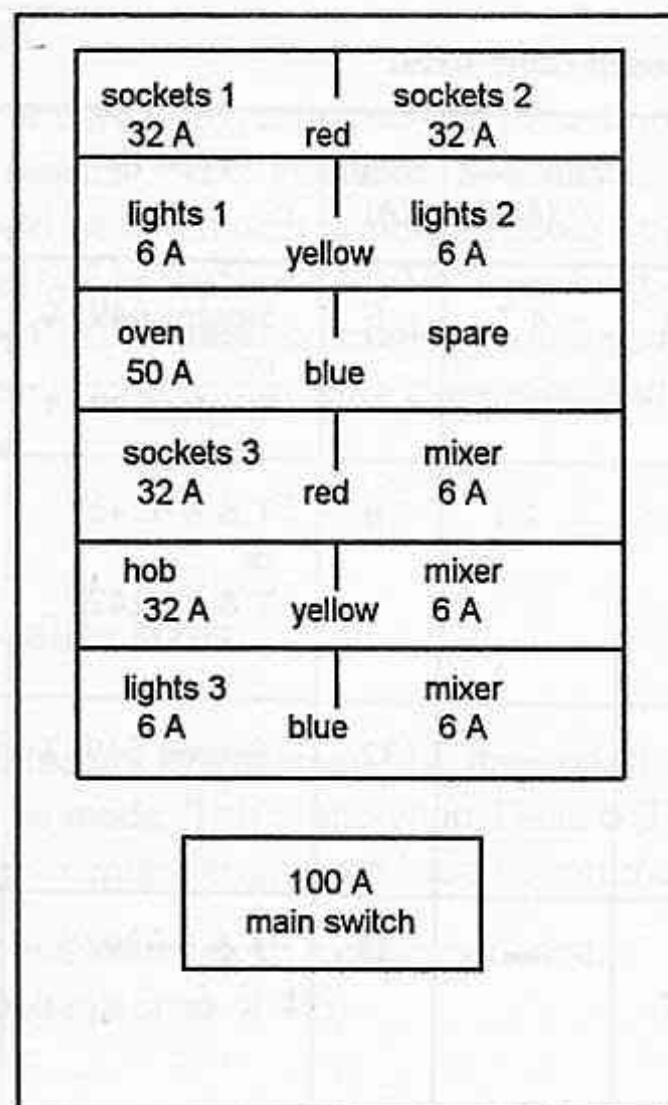 sockets 1 sockets 2
32 A red 32 A
lights 1 lights 2
6 A yellow 6 A
oven spare
50 A blue
sockets 3 mixer
32 A red 6 A
hob mixer
32 A yellow 6 A
lights 3 mixer
6 A blue 6 A
100 A
main switch